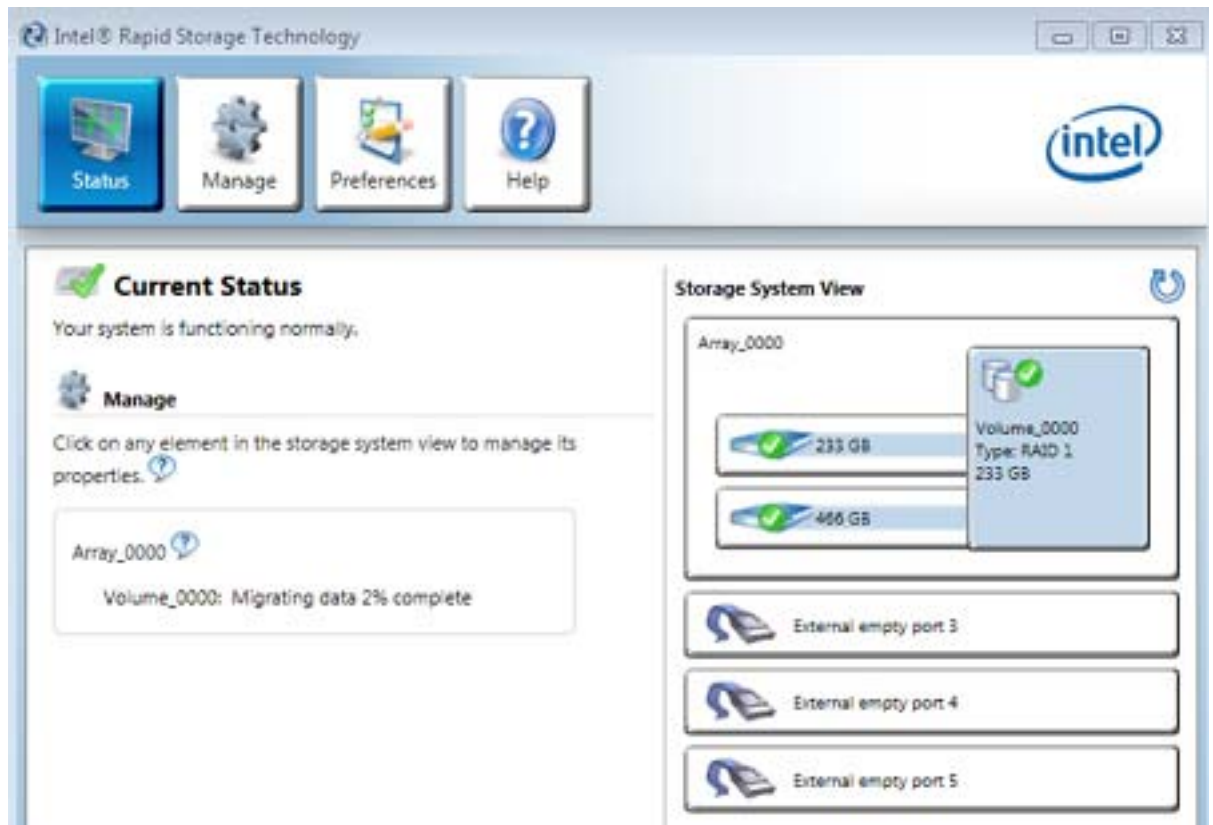 Intel® Rapid Storage Technology
Status
Manage
Preferences
Help
intel
Current Status
Your system is functioning normally.
Manage
Click on any element in the storage system view to manage its
properties.
Array_0000
Volume_0000: Migrating data 2% complete
Storage System View
Array_0000
233 GB
466 GB
Volume_0000
Type: RAID 1
233 GB
External empty port 3
External empty port 4
External empty port 5